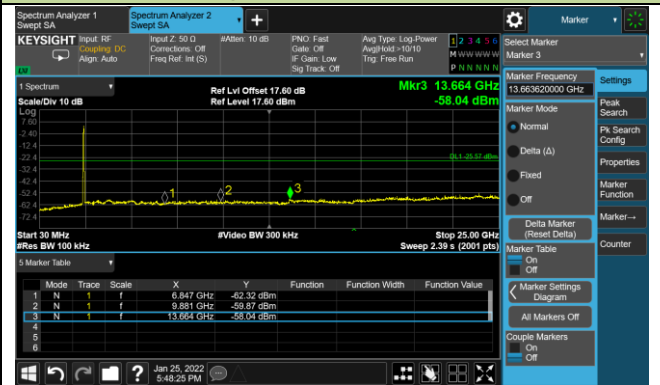 Spectrum Analyzer 1
Swept SA
Spectrum Analyzer 2
Swept SA
Marker
KEYSIGHT
Input: RF
Coupling: DC
Align: Auto
Input Z: 50 Ω
Corrections: Off
Freq Ref: Int (S)
#Atten: 10 dB
PNO: Fast
Gate: Off
IF Gain: Low
Sig Track: Off
Avg Type: Log-Power
Avg|Hold:>10/10
Trig: Free Run
1 2 3 4 5 6
M W W W W W
P N N N N N
Select Marker
Marker 3
1 Spectrum
Scale/Div 10 dB
Ref Lvl Offset 17.60 dB
Ref Level 17.60 dBm
Mkr3 13.664 GHz
-58.04 dBm
Log
7.60
-2.40
-12.4
-22.4
-32.4
-42.4
-52.4
-62.4
-72.4
DL1 -25.57 dBm
1
2
3
Start 30 MHz
#Res BW 100 kHz
#Video BW 300 kHz
Stop 25.00 GHz
Sweep 2.39 s (2001 pts)
5 Marker Table
Mode Trace Scale X Y Function Function Width Function Value
1 N 1 f 6.847 GHz -62.32 dBm
2 N 1 f 9.881 GHz -59.87 dBm
3 N 1 f 13.664 GHz -58.04 dBm
4
5
6
Marker Frequency
13.663620000 GHz
Marker Mode
Normal
Delta (Δ)
Fixed
Off
Delta Marker
(Reset Delta)
Marker Table
On
Off
Marker Settings
Diagram
All Markers Off
Couple Markers
On
Off
Settings
Peak
Search
Pk Search
Config
Properties
Marker
Function
Marker→
Counter
Jan 25, 2022
5:48:25 PM